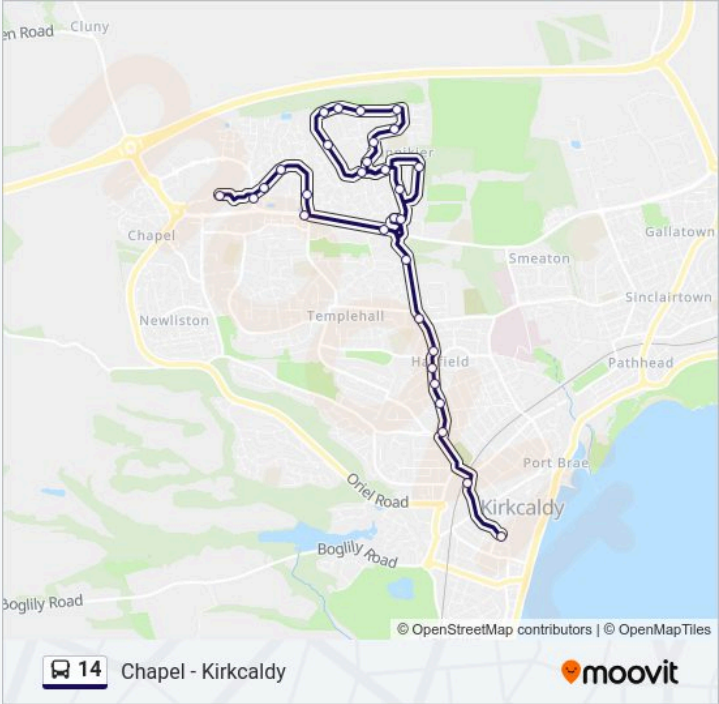 en Road
Cluny
Chapel
Gallatown
Smeaton
Sinclairtown
Newliston
Templehall
Pathhead
Port Brae
Oriel Road
Kirkcaldy
Boglily Road
Boglily Road
© OpenStreetMap contributors | © OpenMapTiles
14 Chapel - Kirkcaldy
moovit